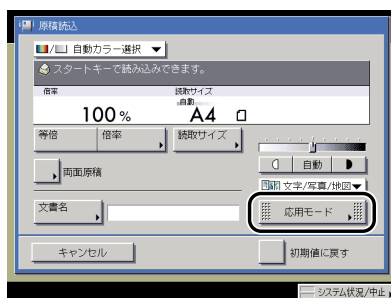 原稿読込
自動カラー選択
スタートキーで読み込みできます。
倍率
読取サイズ
自動
100 %
A4
等倍
倍率
読取サイズ
自動
両面原稿
文字/写真/地図
文書名
応用モード
キャンセル
初期値に戻す
システム状況/中止